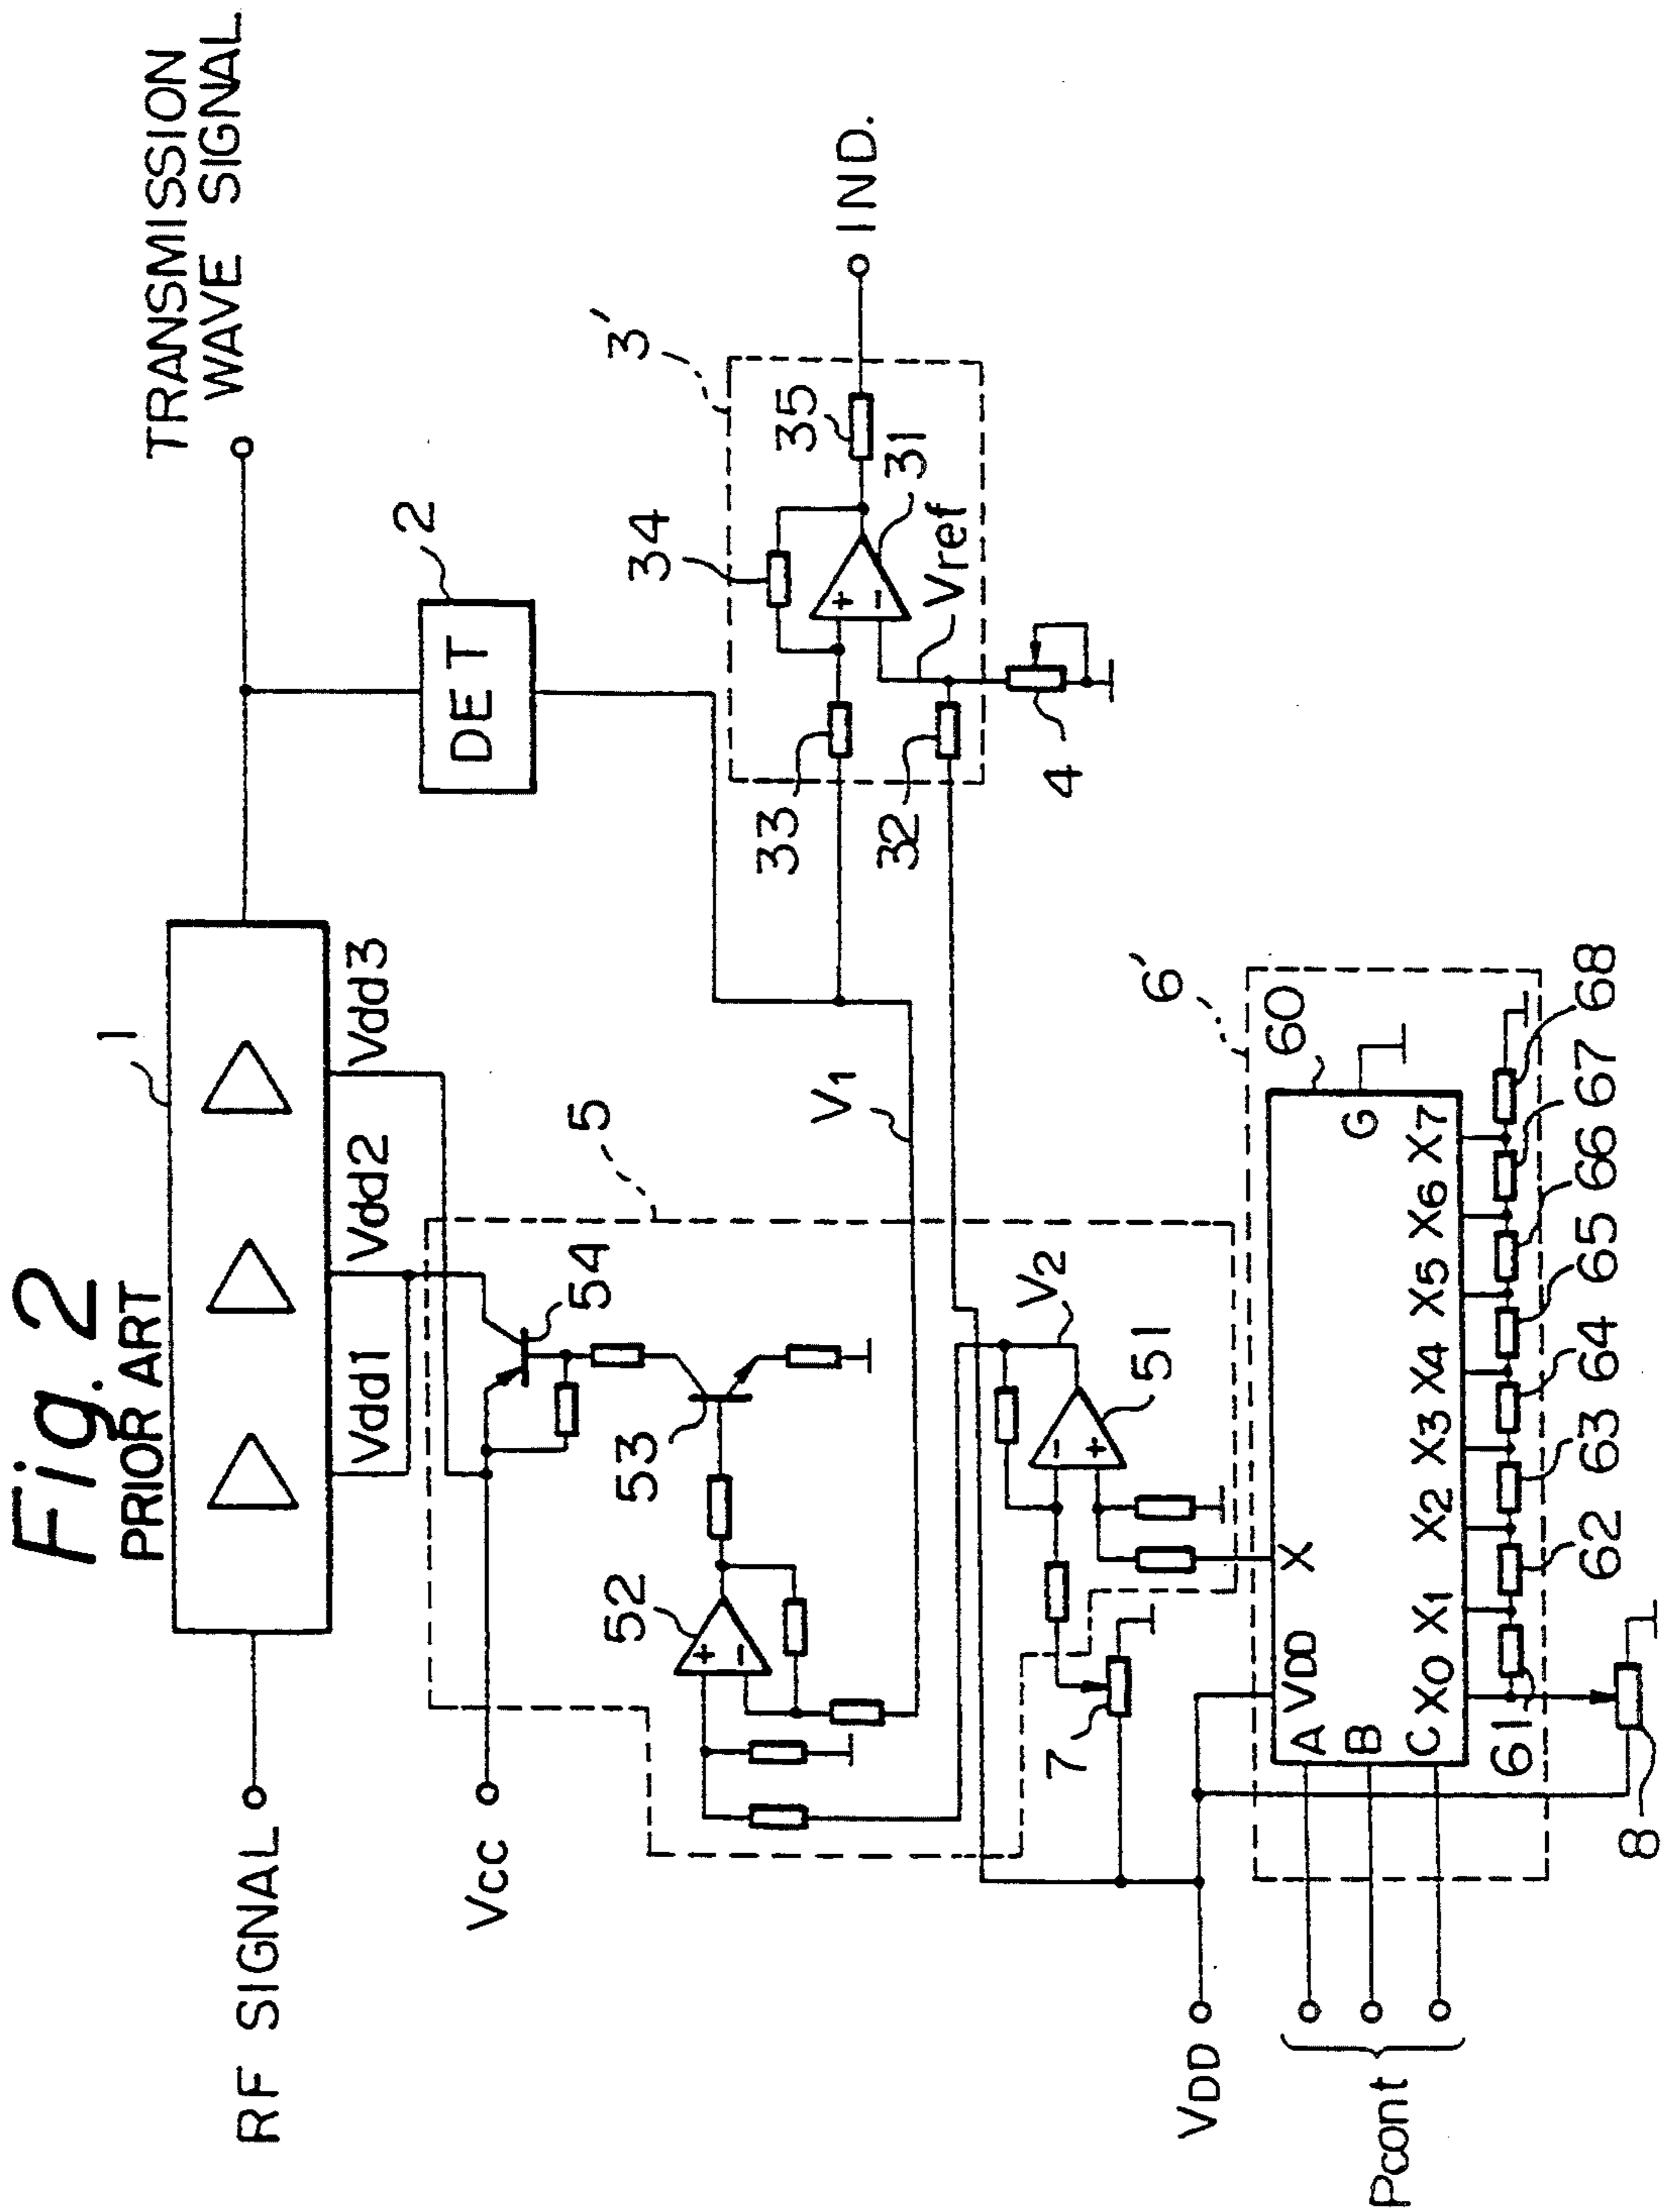 Fig. 2
PRIOR ART
TRANSMISSION
WAVE SIGNAL
1
RF SIGNAL
Vdd1
Vdd2
Vdd3
2
DET
Vcc
5
54
53
52
3'
34
35
31
IND.
33
32
Vref
4
V1
V2
51
7
6'
60
VDD
VDD
X
G
A
B
C
X0
X1
X2
X3
X4
X5
X6
X7
Pcont
61
62
63
64
65
66
67
68
8